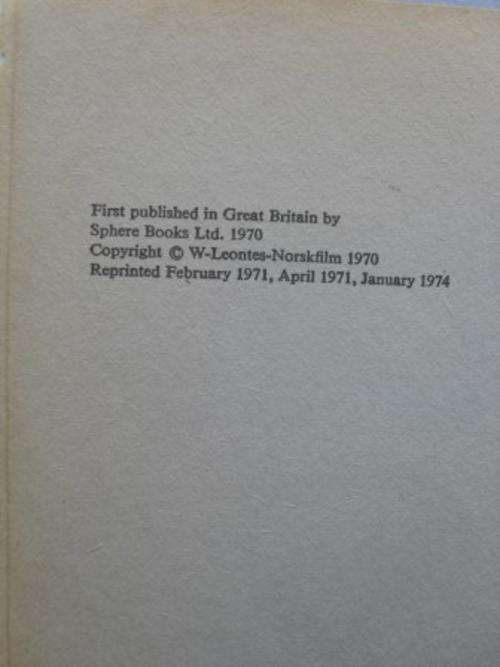 First published in Great Britain by
Sphere Books Ltd. 1970
Copyright © W-Leontes-Norskfilm 1970
Reprinted February 1971, April 1971, January 1974